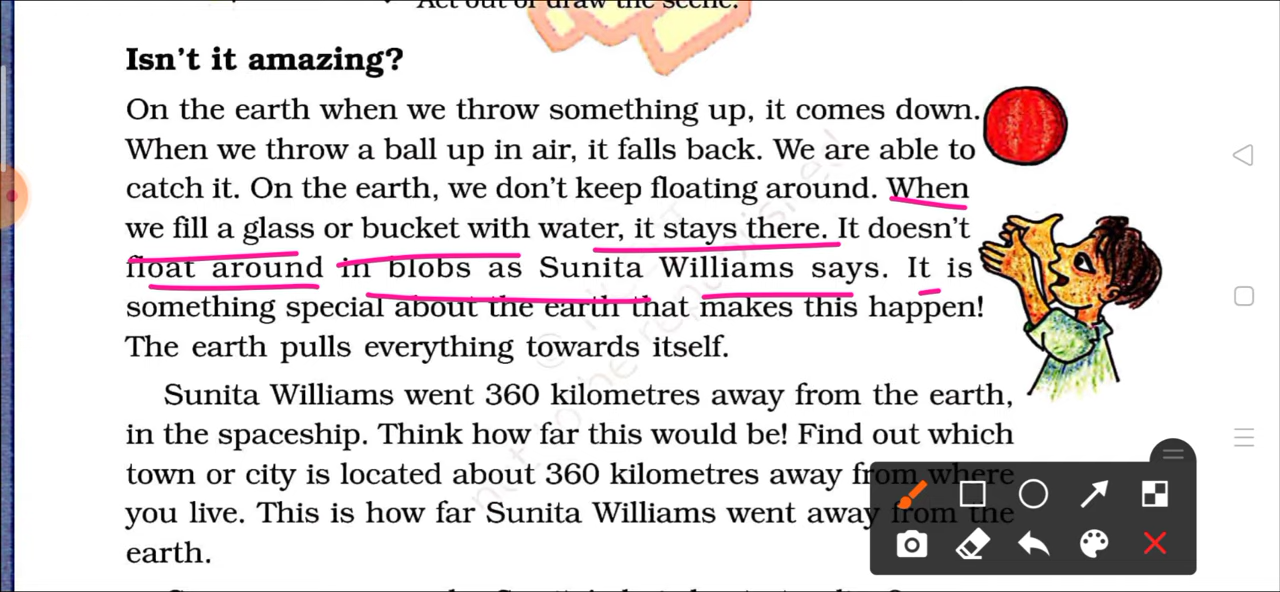 Act out or draw the scene.
Isn't it amazing?
On the earth when we throw something up, it comes down.
When we throw a ball up in air, it falls back. We are able to
catch it. On the earth, we don't keep floating around. When
we fill a glass or bucket with water, it stays there. It doesn't
float around in blobs as Sunita Williams says. It is
something special about the earth that makes this happen!
The earth pulls everything towards itself.
Sunita Williams went 360 kilometres away from the earth,
in the spaceship. Think how far this would be! Find out which
town or city is located about 360 kilometres away from where
you live. This is how far Sunita Williams went away from the
earth.